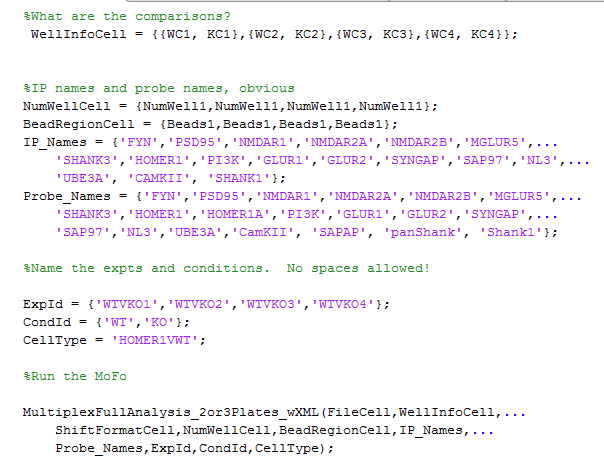 %What are the comparisons?
WellInfoCell = {{WC1, KC1},{WC2, KC2},{WC3, KC3},{WC4, KC4}};
%IP names and probe names, obvious
NumWellCell = {NumWell1,NumWell1,NumWell1,NumWell1};
BeadRegionCell = {Beads1,Beads1,Beads1,Beads1};
IP_Names = {'FYN','PSD95','NMDAR1','NMDAR2A','NMDAR2B','MGLUR5',...
'SHANK3','HOMER1','PI3K','GLUR1','GLUR2','SYNGAP','SAP97','NL3',...
'UBE3A', 'CAMKII', 'SHANK1'};
Probe_Names = {'FYN','PSD95','NMDAR1','NMDAR2A','NMDAR2B','MGLUR5',...
'SHANK3','HOMER1','HOMER1A','PI3K','GLUR1','GLUR2','SYNGAP',...
'SAP97','NL3','UBE3A','CamKII', 'SAPAP', 'panShank', 'Shank1'};
%Name the expts and conditions.  No spaces allowed!
ExpId = {'WTVKO1','WTVKO2','WTVKO3','WTVKO4'};
CondId = {'WT','KO'};
CellType = 'HOMER1VWT';
%Run the MoFo
MultiplexFullAnalysis_2or3Plates_wXML(FileCell,WellInfoCell,...
ShiftFormatCell,NumWellCell,BeadRegionCell,IP_Names,...
Probe_Names,ExpId,CondId,CellType);